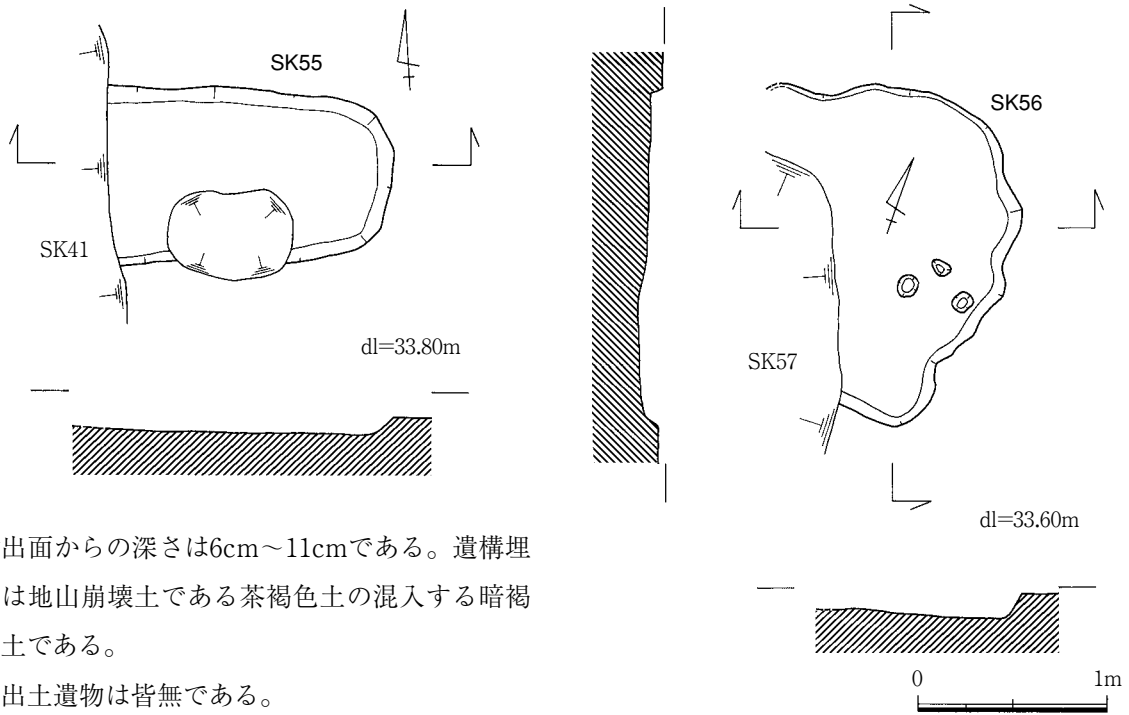 SK55
SK41
dl=33.80m
SK56
SK57
dl=33.60m
0 1m
出面からの深さは6cm～11cmである。遺構埋
は地山崩壊土である茶褐色土の混入する暗褐
土である。
出土遺物は皆無である。